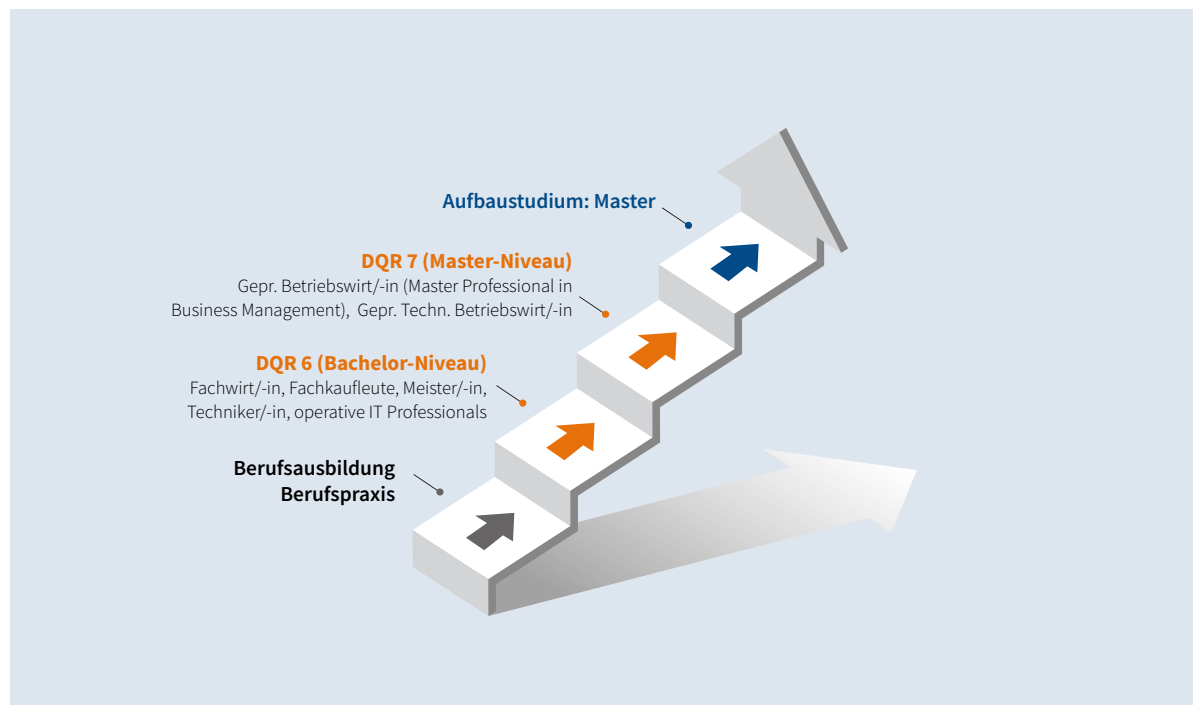 Aufbaustudium: Master
DQR 7 (Master-Niveau)
Gepr. Betriebswirt/-in (Master Professional in
Business Management), Gepr. Techn. Betriebswirt/-in
DQR 6 (Bachelor-Niveau)
Fachwirt/-in, Fachkaufleute, Meister/-in,
Techniker/-in, operative IT Professionals
Berufsausbildung
Berufspraxis